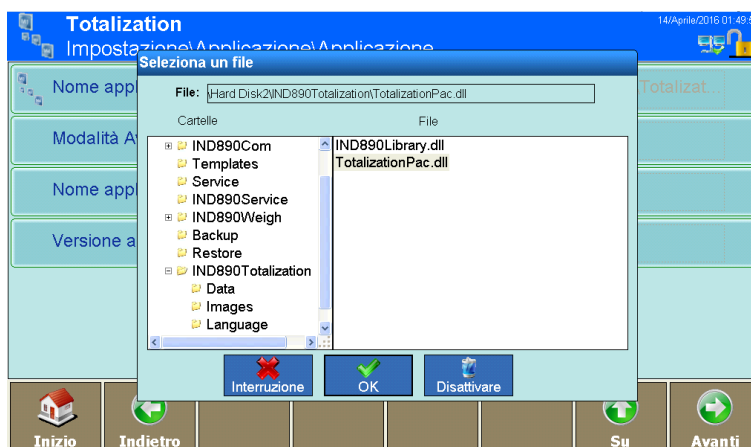 Totalization
14/Aprile/2016 01:49:5
Impostazione\Applicazione\Applicazione
Seleziona un file
Nome appl
Totalizat...
File: \Hard Disk2\IND890Totalization\TotalizationPac.dll
Cartelle
File
Modalità A
IND890Com
IND890Library.dll
Templates
TotalizationPac.dll
Service
IND890Service
Nome appl
IND890Weigh
Backup
Restore
Versione a
IND890Totalization
Data
Images
Language
Interruzione
OK
Disattivare
Inizio
Indietro
Su
Avanti